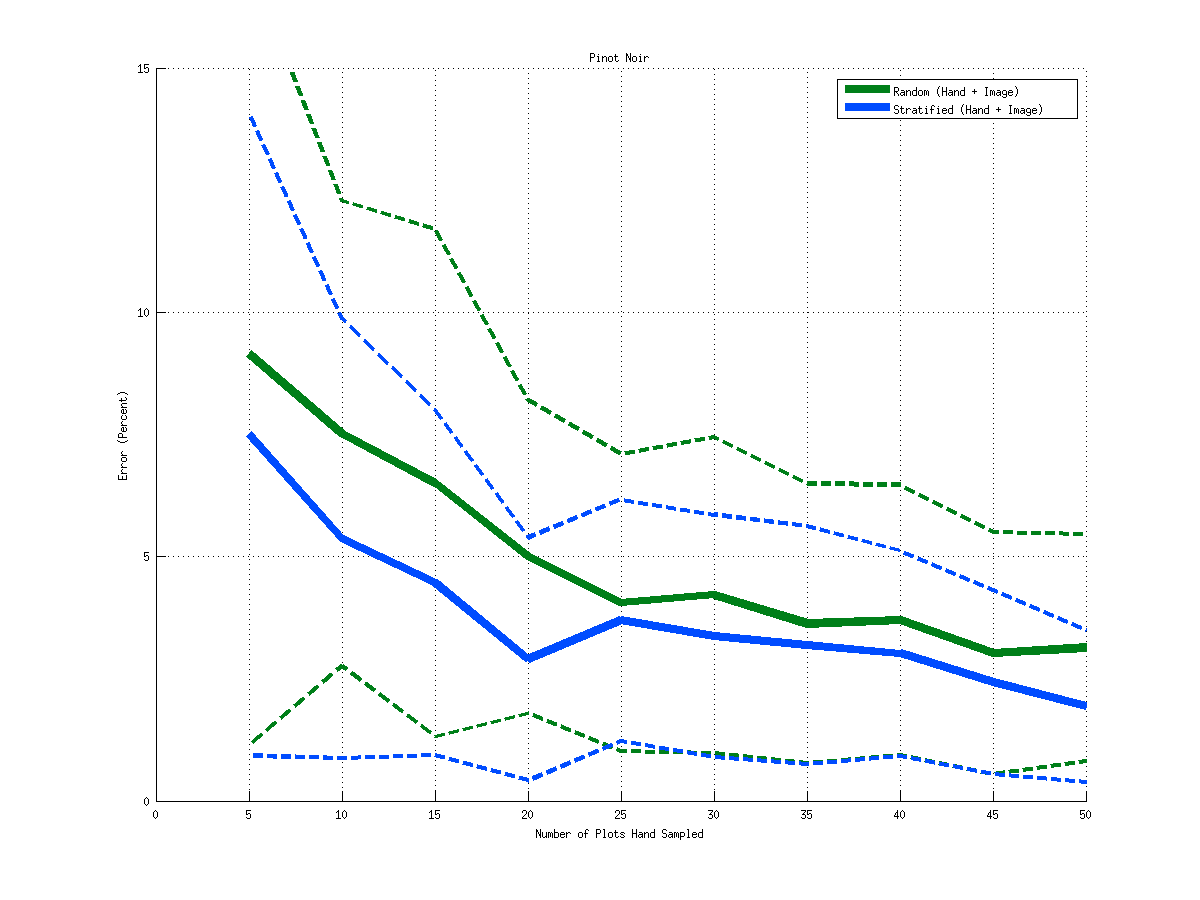 Pinot Noir
15
Random (Hand + Image)
Stratified (Hand + Image)
10
Error (Percent)
5
0
0 5 10 15 20 25 30 35 40 45 50
Number of Plots Hand Sampled